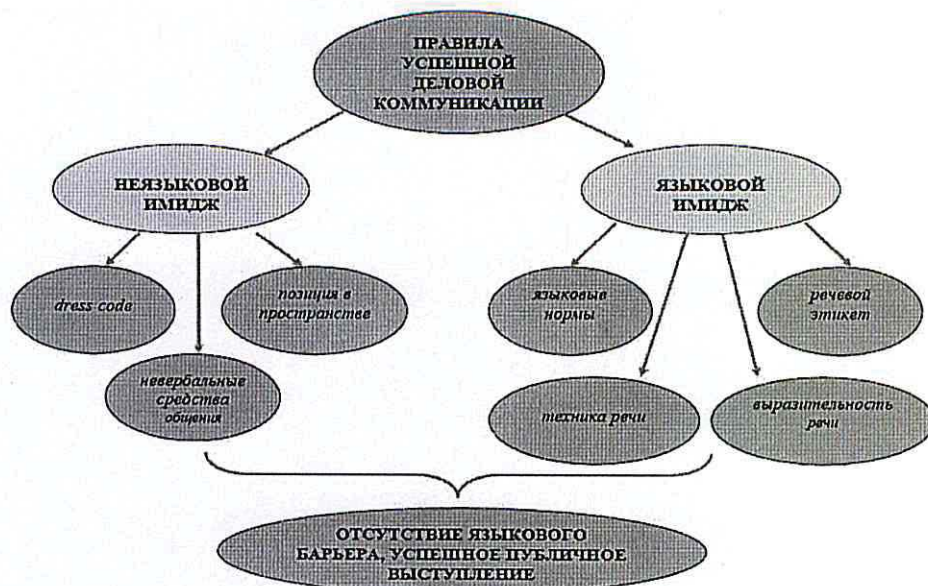 ПРАВИЛА
УСПЕШНОЙ
ДЕЛОВОЙ
КОММУНИКАЦИИ
НЕЯЗЫКОВОЙ
ИМИДЖ
ЯЗЫКОВОЙ
ИМИДЖ
dress code
позиция в
пространстве
языковые
нормы
речевой
этикет
невербальные
средства
общения
техника речи
выразительность
речи
ОТСУТСТВИЕ ЯЗЫКОВОГО
БАРЬЕРА, УСПЕШНОЕ ПУБЛИЧНОЕ
ВЫСТУПЛЕНИЕ